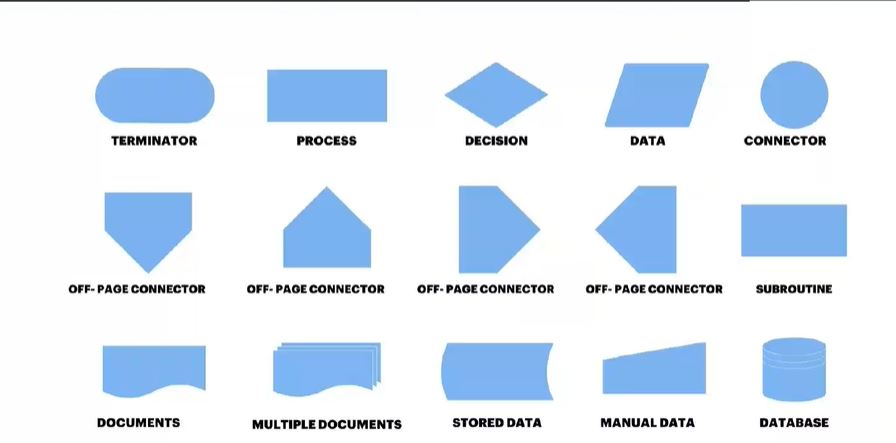 TERMINATOR
PROCESS
DECISION
DATA
CONNECTOR
OFF- PAGE CONNECTOR
OFF- PAGE CONNECTOR
OFF- PAGE CONNECTOR
OFF- PAGE CONNECTOR
SUBROUTINE
DOCUMENTS
MULTIPLE DOCUMENTS
STORED DATA
MANUAL DATA
DATABASE